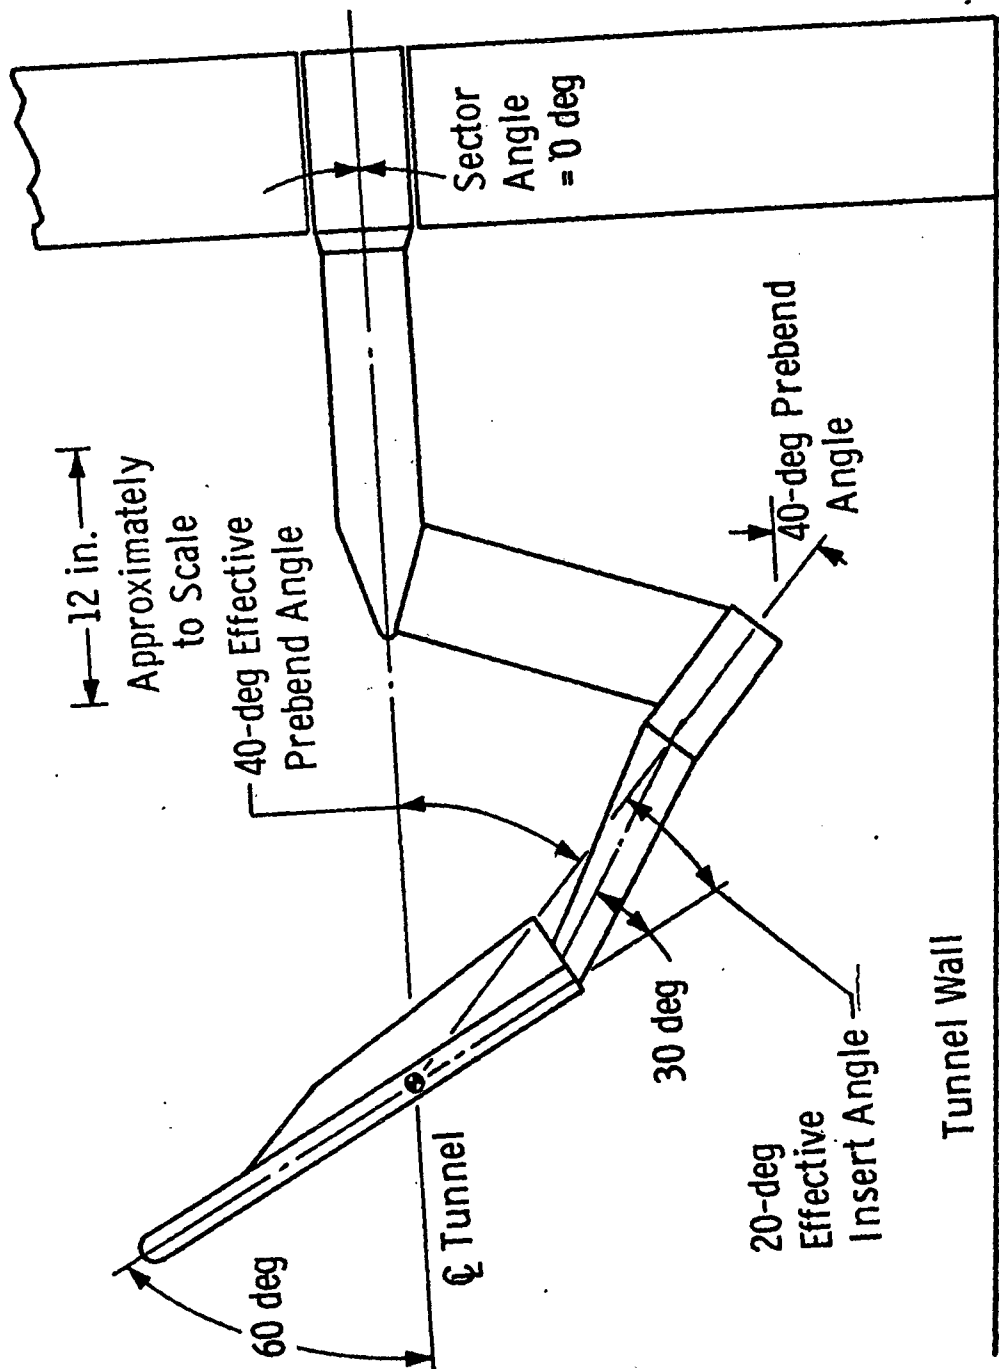 12 in.
Approximately
to Scale
Sector
Angle
= 0 deg
40-deg Effective
Prebend Angle
40-deg Prebend
Angle
60 deg
℄ Tunnel
30 deg
20-deg
Effective
Insert Angle
Tunnel Wall